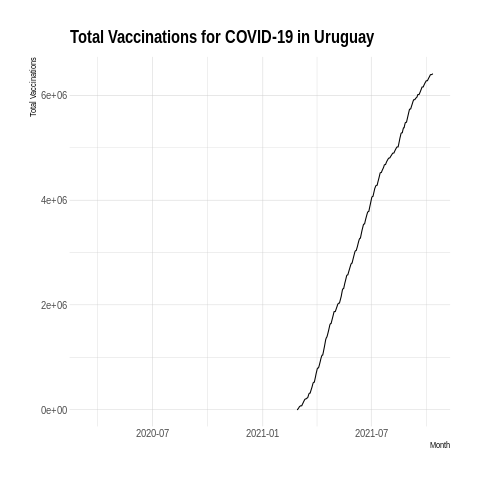 Total Vaccinations for COVID-19 in Uruguay
Total Vaccinations
6e+06
4e+06
2e+06
0e+00
2020-07 2021-01 2021-07
Month